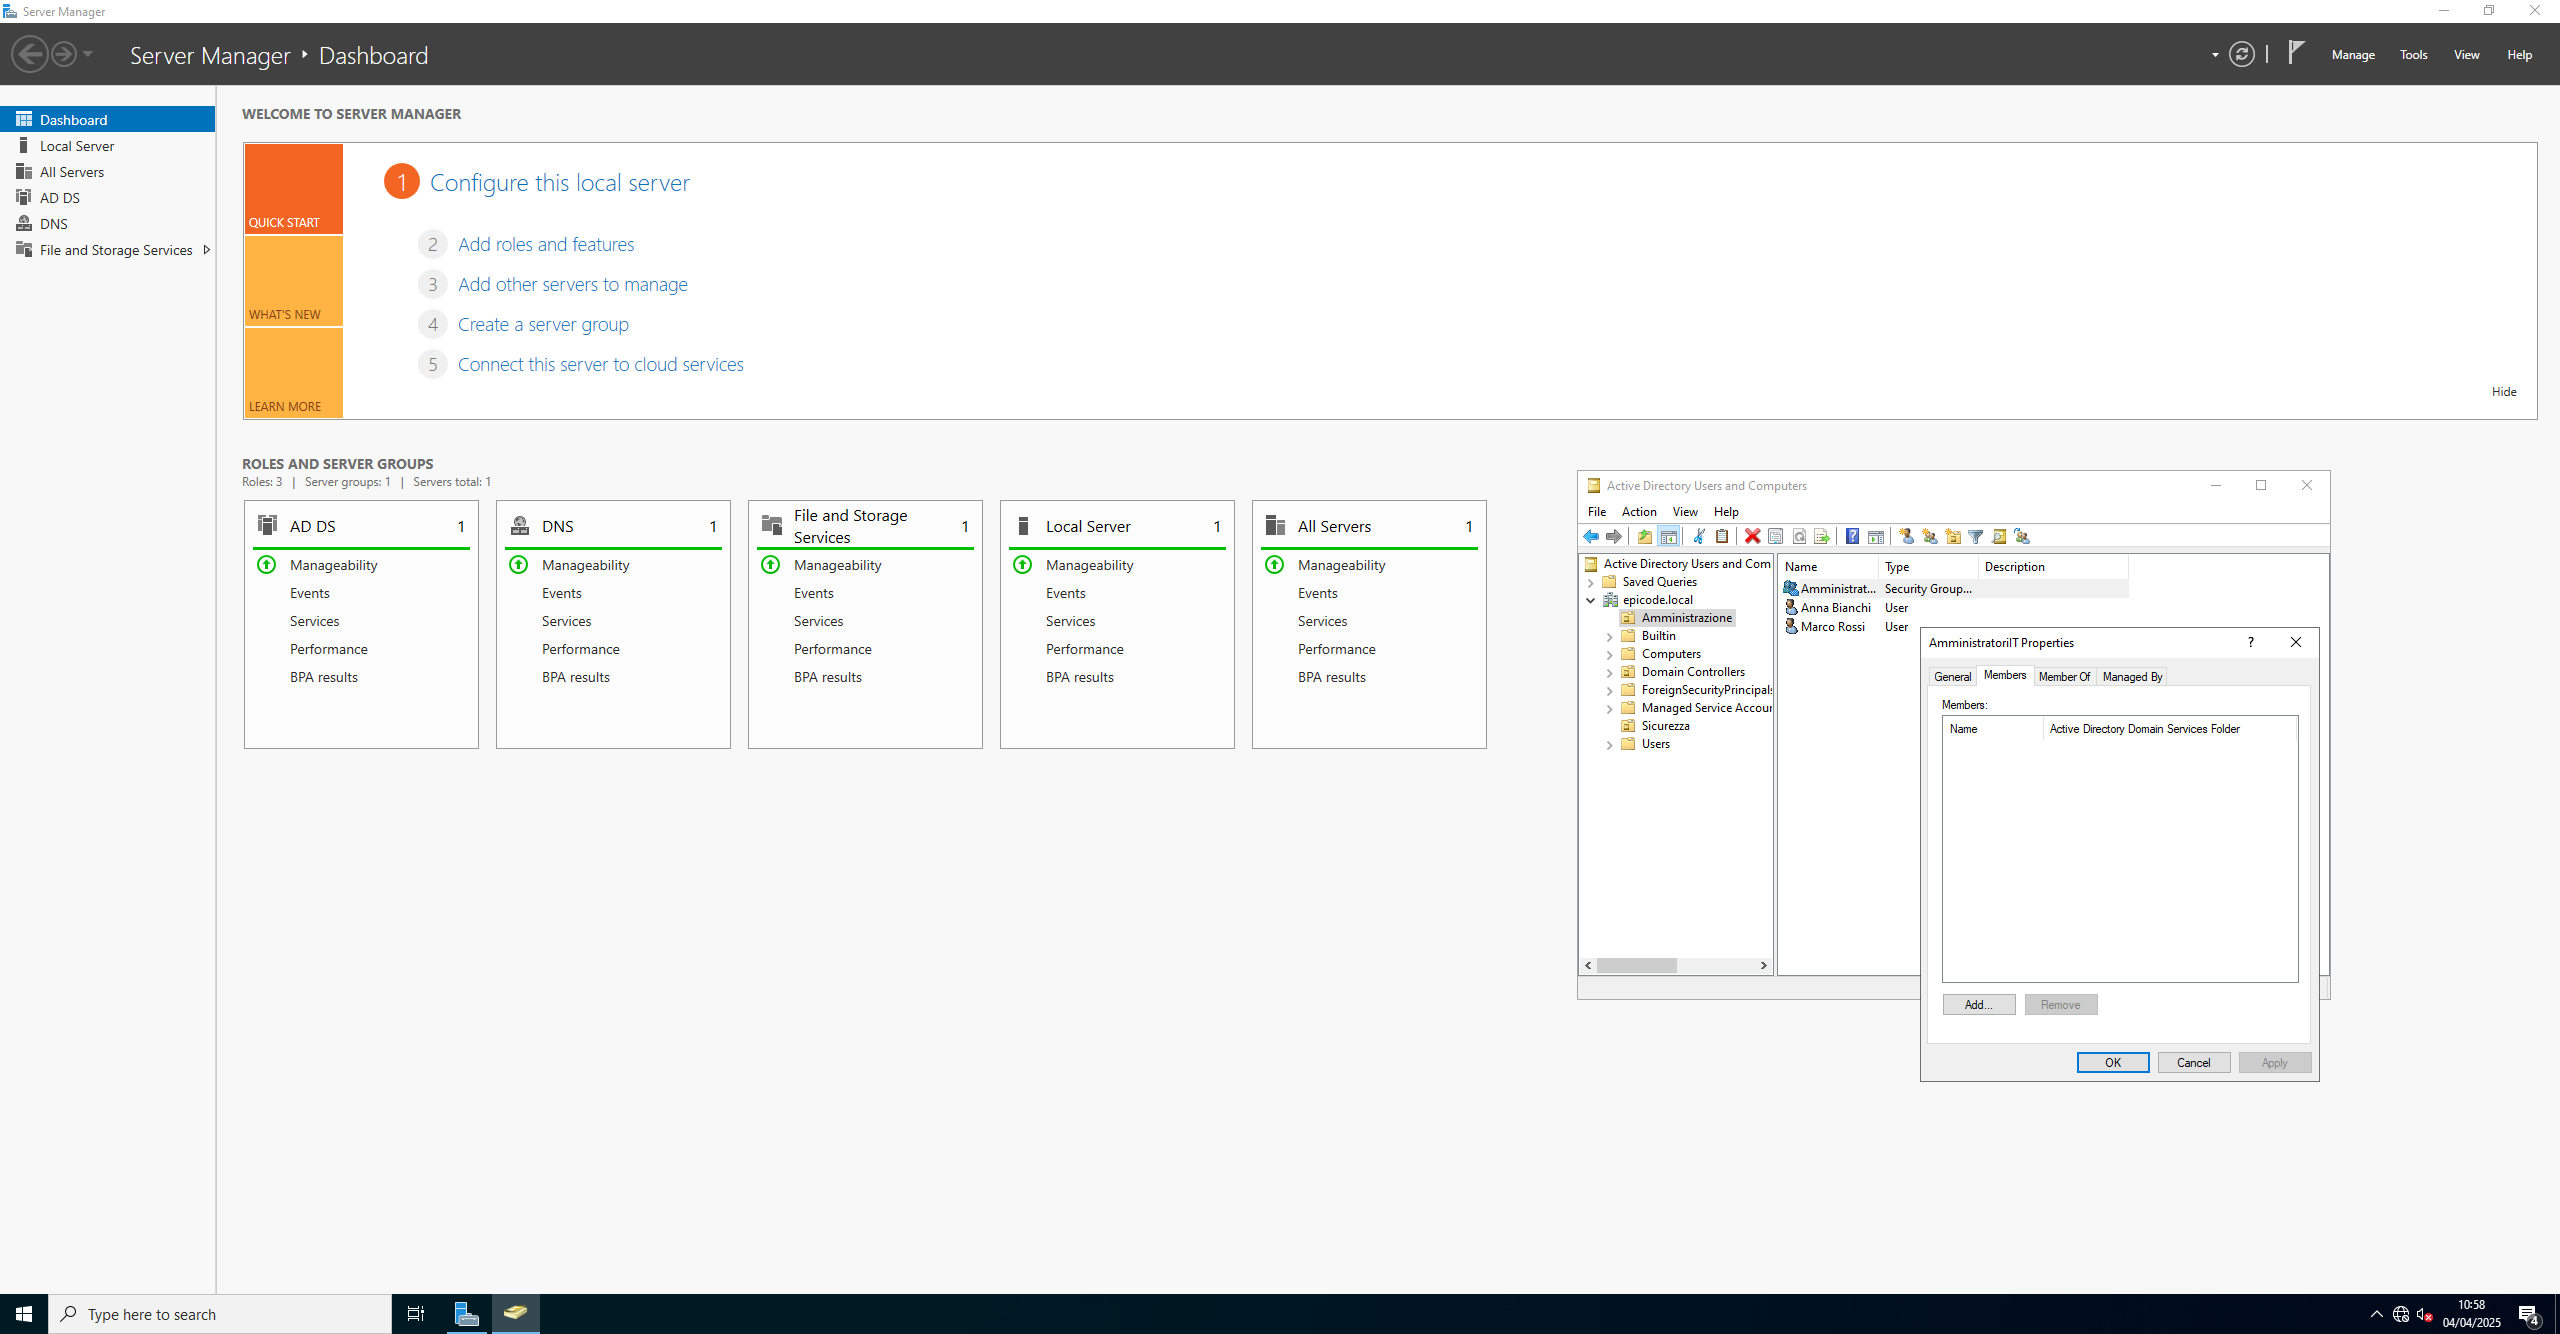 Server Manager
Server Manager ‣ Dashboard
Manage Tools View Help
Dashboard
Local Server
All Servers
AD DS
DNS
File and Storage Services
WELCOME TO SERVER MANAGER
QUICK START
WHAT'S NEW
LEARN MORE
1 Configure this local server
2 Add roles and features
3 Add other servers to manage
4 Create a server group
5 Connect this server to cloud services
Hide
ROLES AND SERVER GROUPS
Roles: 3 | Server groups: 1 | Servers total: 1
AD DS 1
Manageability
Events
Services
Performance
BPA results
DNS 1
Manageability
Events
Services
Performance
BPA results
File and Storage
Services 1
Manageability
Events
Services
Performance
BPA results
Local Server 1
Manageability
Events
Services
Performance
BPA results
All Servers 1
Manageability
Events
Services
Performance
BPA results
Active Directory Users and Computers
File Action View Help
Active Directory Users and Com
Saved Queries
epicode.local
Amministrazione
Builtin
Computers
Domain Controllers
ForeignSecurityPrincipals
Managed Service Accour
Sicurezza
Users
Name Type Description
Amministrat... Security Group...
Anna Bianchi User
Marco Rossi User
AmministratoriIT Properties
General Members Member Of Managed By
Members:
Name Active Directory Domain Services Folder
Add... Remove
OK Cancel Apply
Type here to search
10:58
04/04/2025
4